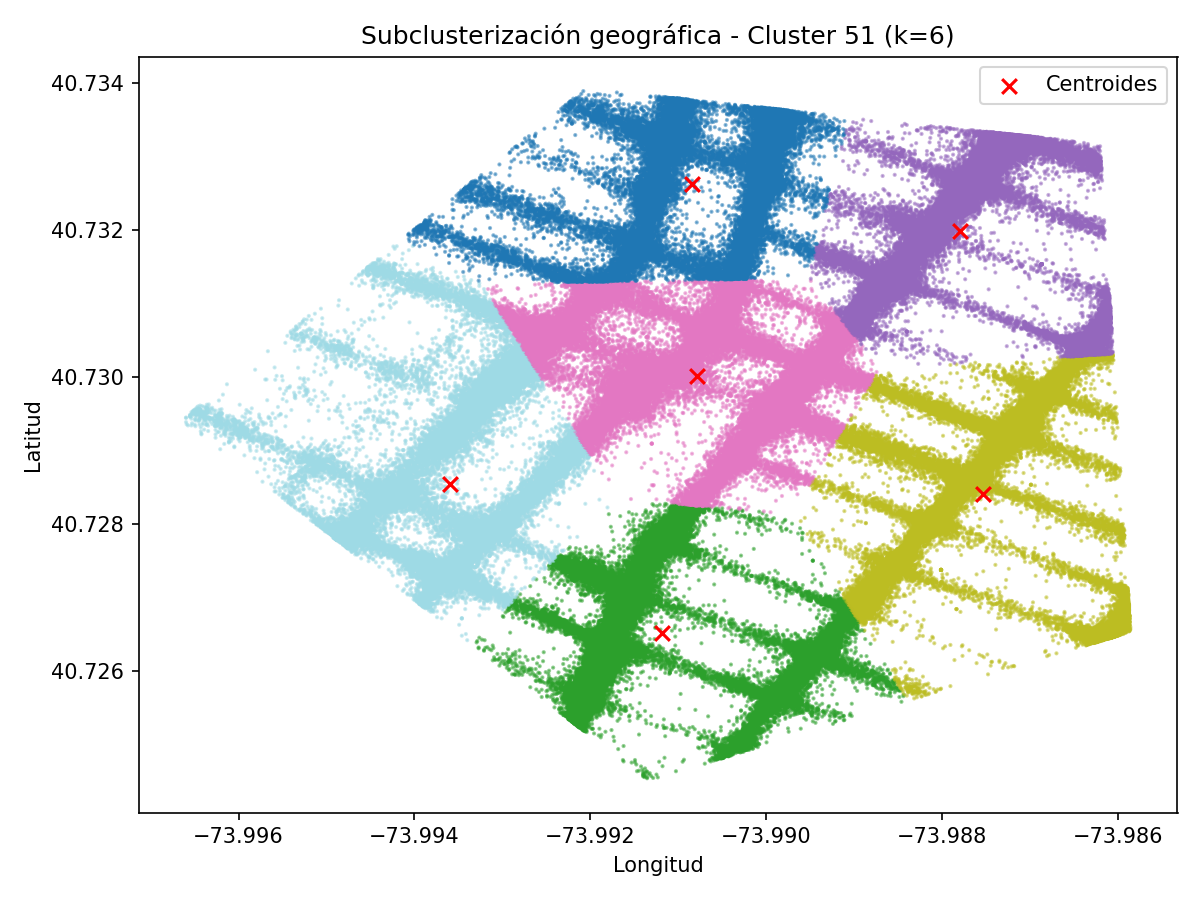 Subclusterización geográfica - Cluster 51 (k=6)
Centroides
40.734
40.732
40.730
40.728
40.726
Latitud
−73.996
−73.994
−73.992
−73.990
−73.988
−73.986
Longitud